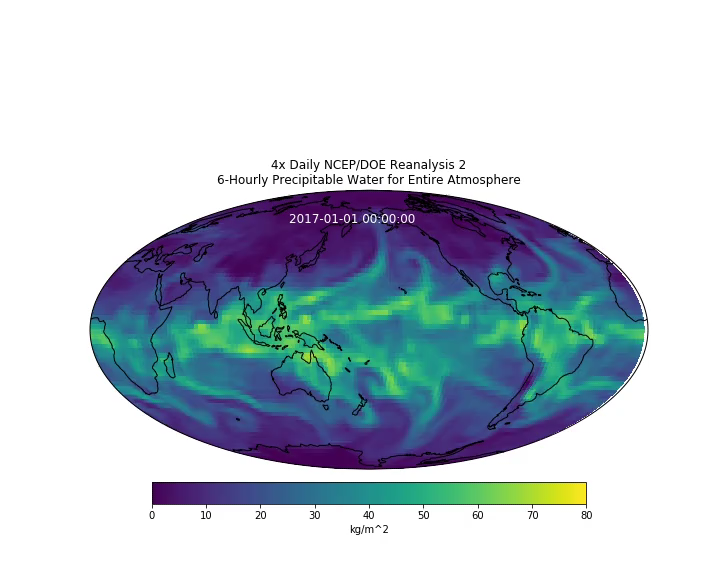 4x Daily NCEP/DOE Reanalysis 2
6-Hourly Precipitable Water for Entire Atmosphere
2017-01-01 00:00:00
0 10 20 30 40 50 60 70 80
kg/m^2